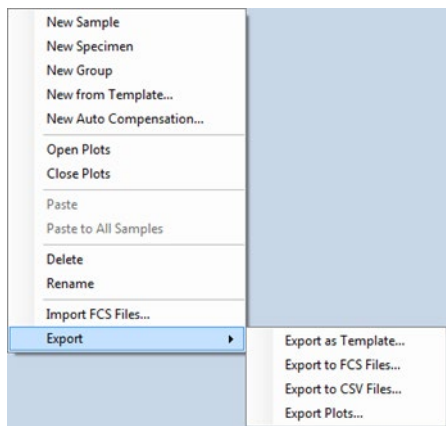 New Sample
New Specimen
New Group
New from Template...
New Auto Compensation...
Open Plots
Close Plots
Paste
Paste to All Samples
Delete
Rename
Import FCS Files...
Export
Export as Template...
Export to FCS Files...
Export to CSV Files...
Export Plots...